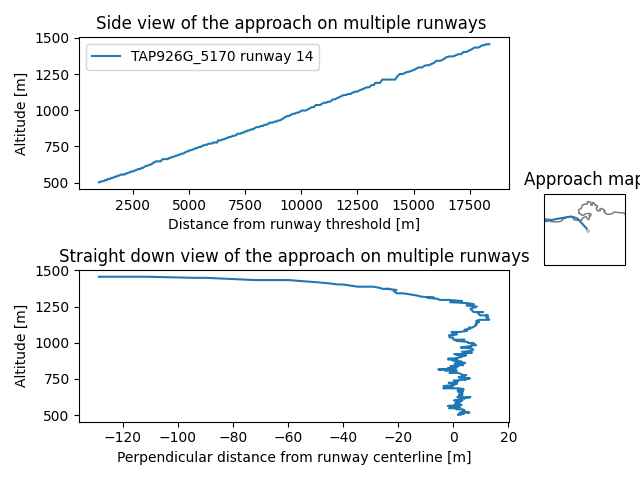 Side view of the approach on multiple runways
1500
1250
1000
750
500
Altitude [m]
TAP926G_5170 runway 14
2500 5000 7500 10000 12500 15000 17500
Distance from runway threshold [m]
Approach map
Straight down view of the approach on multiple runways
1500
1250
1000
750
500
Altitude [m]
−120 −100 −80 −60 −40 −20 0 20
Perpendicular distance from runway centerline [m]